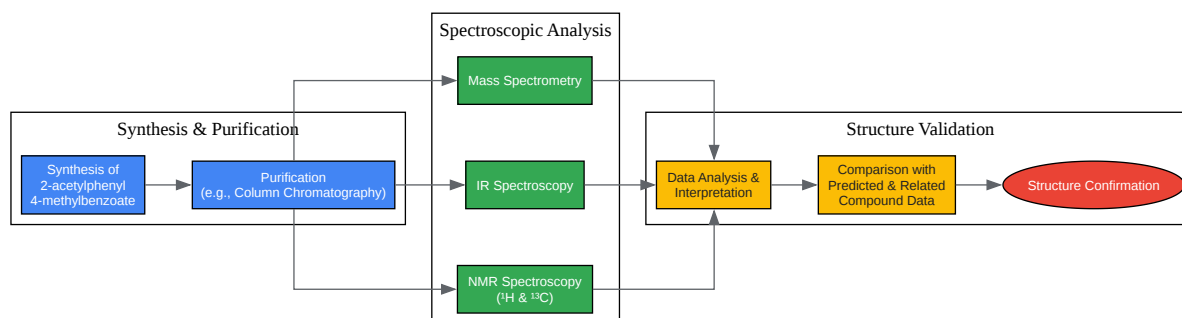 Spectroscopic Analysis
Mass Spectrometry
Synthesis & Purification
Structure Validation
Synthesis of
2-acetylphenyl
4-methylbenzoate
Purification
(e.g., Column Chromatography)
IR Spectroscopy
Data Analysis &
Interpretation
Comparison with
Predicted & Related
Compound Data
Structure Confirmation
NMR Spectroscopy
(¹H & ¹³C)